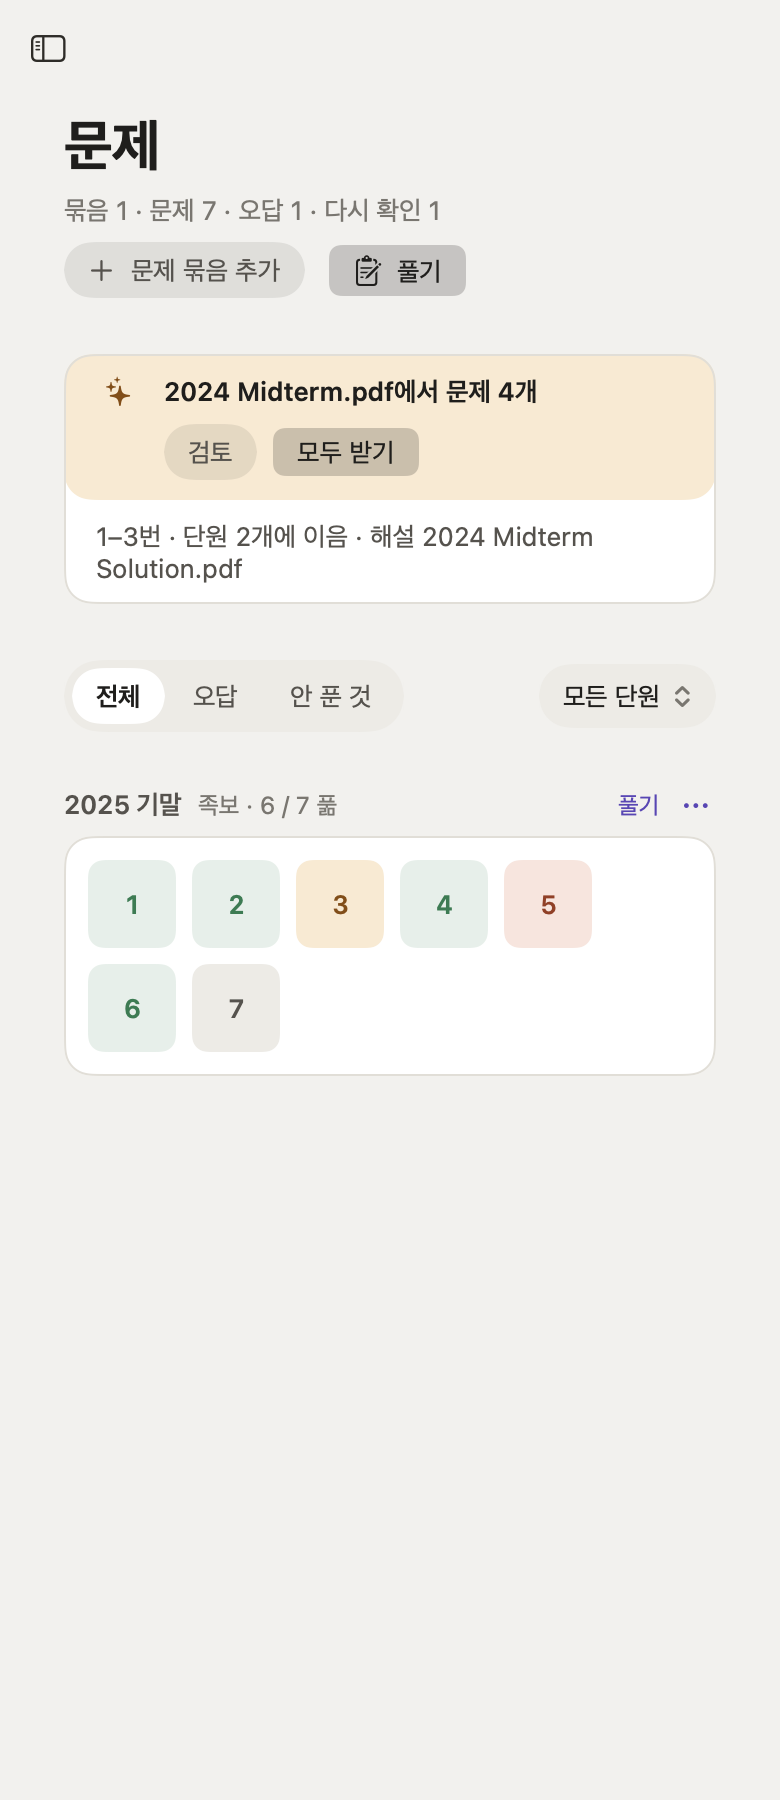 문제
묶음 1 · 문제 7 · 오답 1 · 다시 확인 1
문제 묶음 추가
풀기
2024 Midterm.pdf에서 문제 4개
검토
모두 받기
1–3번 · 단원 2개에 이음 · 해설 2024 Midterm
Solution.pdf
전체 오답 안 푼 것
모든 단원
2025 기말 족보 · 6 / 7 풂
풀기
1 2 3 4 5
6 7